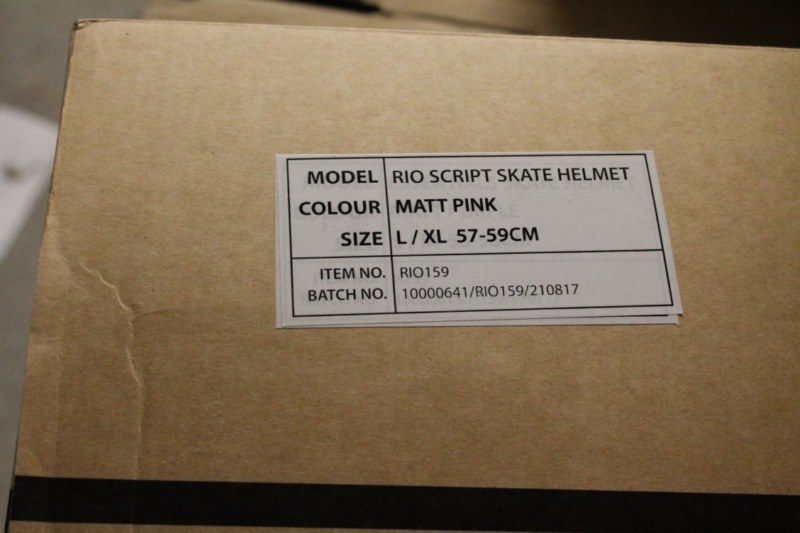 MODEL RIO SCRIPT SKATE HELMET
COLOUR MATT PINK
SIZE L / XL 57-59CM
ITEM NO. RIO159
BATCH NO. 10000641/RIO159/210817